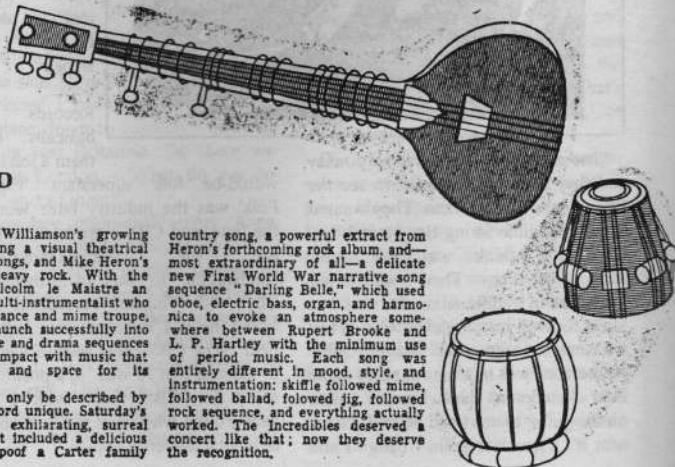 D
Williamson's growing
ng a visual theatrical
ongs, and Mike Heron's
eavy rock. With the
lcolm le Maistre an
ulti-instrumentalist who
ance and mime troupe,
unch successfully into
e and drama sequences
mpact with music that
and space for its
only be described by
ord unique. Saturday's
exhilarating, surreal
t included a delicious
poof a Carter family
country song, a powerful extract from
Heron's forthcoming rock album, and—
most extraordinary of all—a delicate
new First World War narrative song
sequence "Darling Belle," which used
oboe, electric bass, organ, and harmo-
nica to evoke an atmosphere some-
where between Rupert Brooke and
L. P. Hartley with the minimum use
of period music. Each song was
entirely different in mood, style, and
instrumentation: skiffle followed mime,
followed ballad, folowed jig, followed
rock sequence, and everything actually
worked. The Incredibles deserved a
concert like that; now they deserve
the recognition.